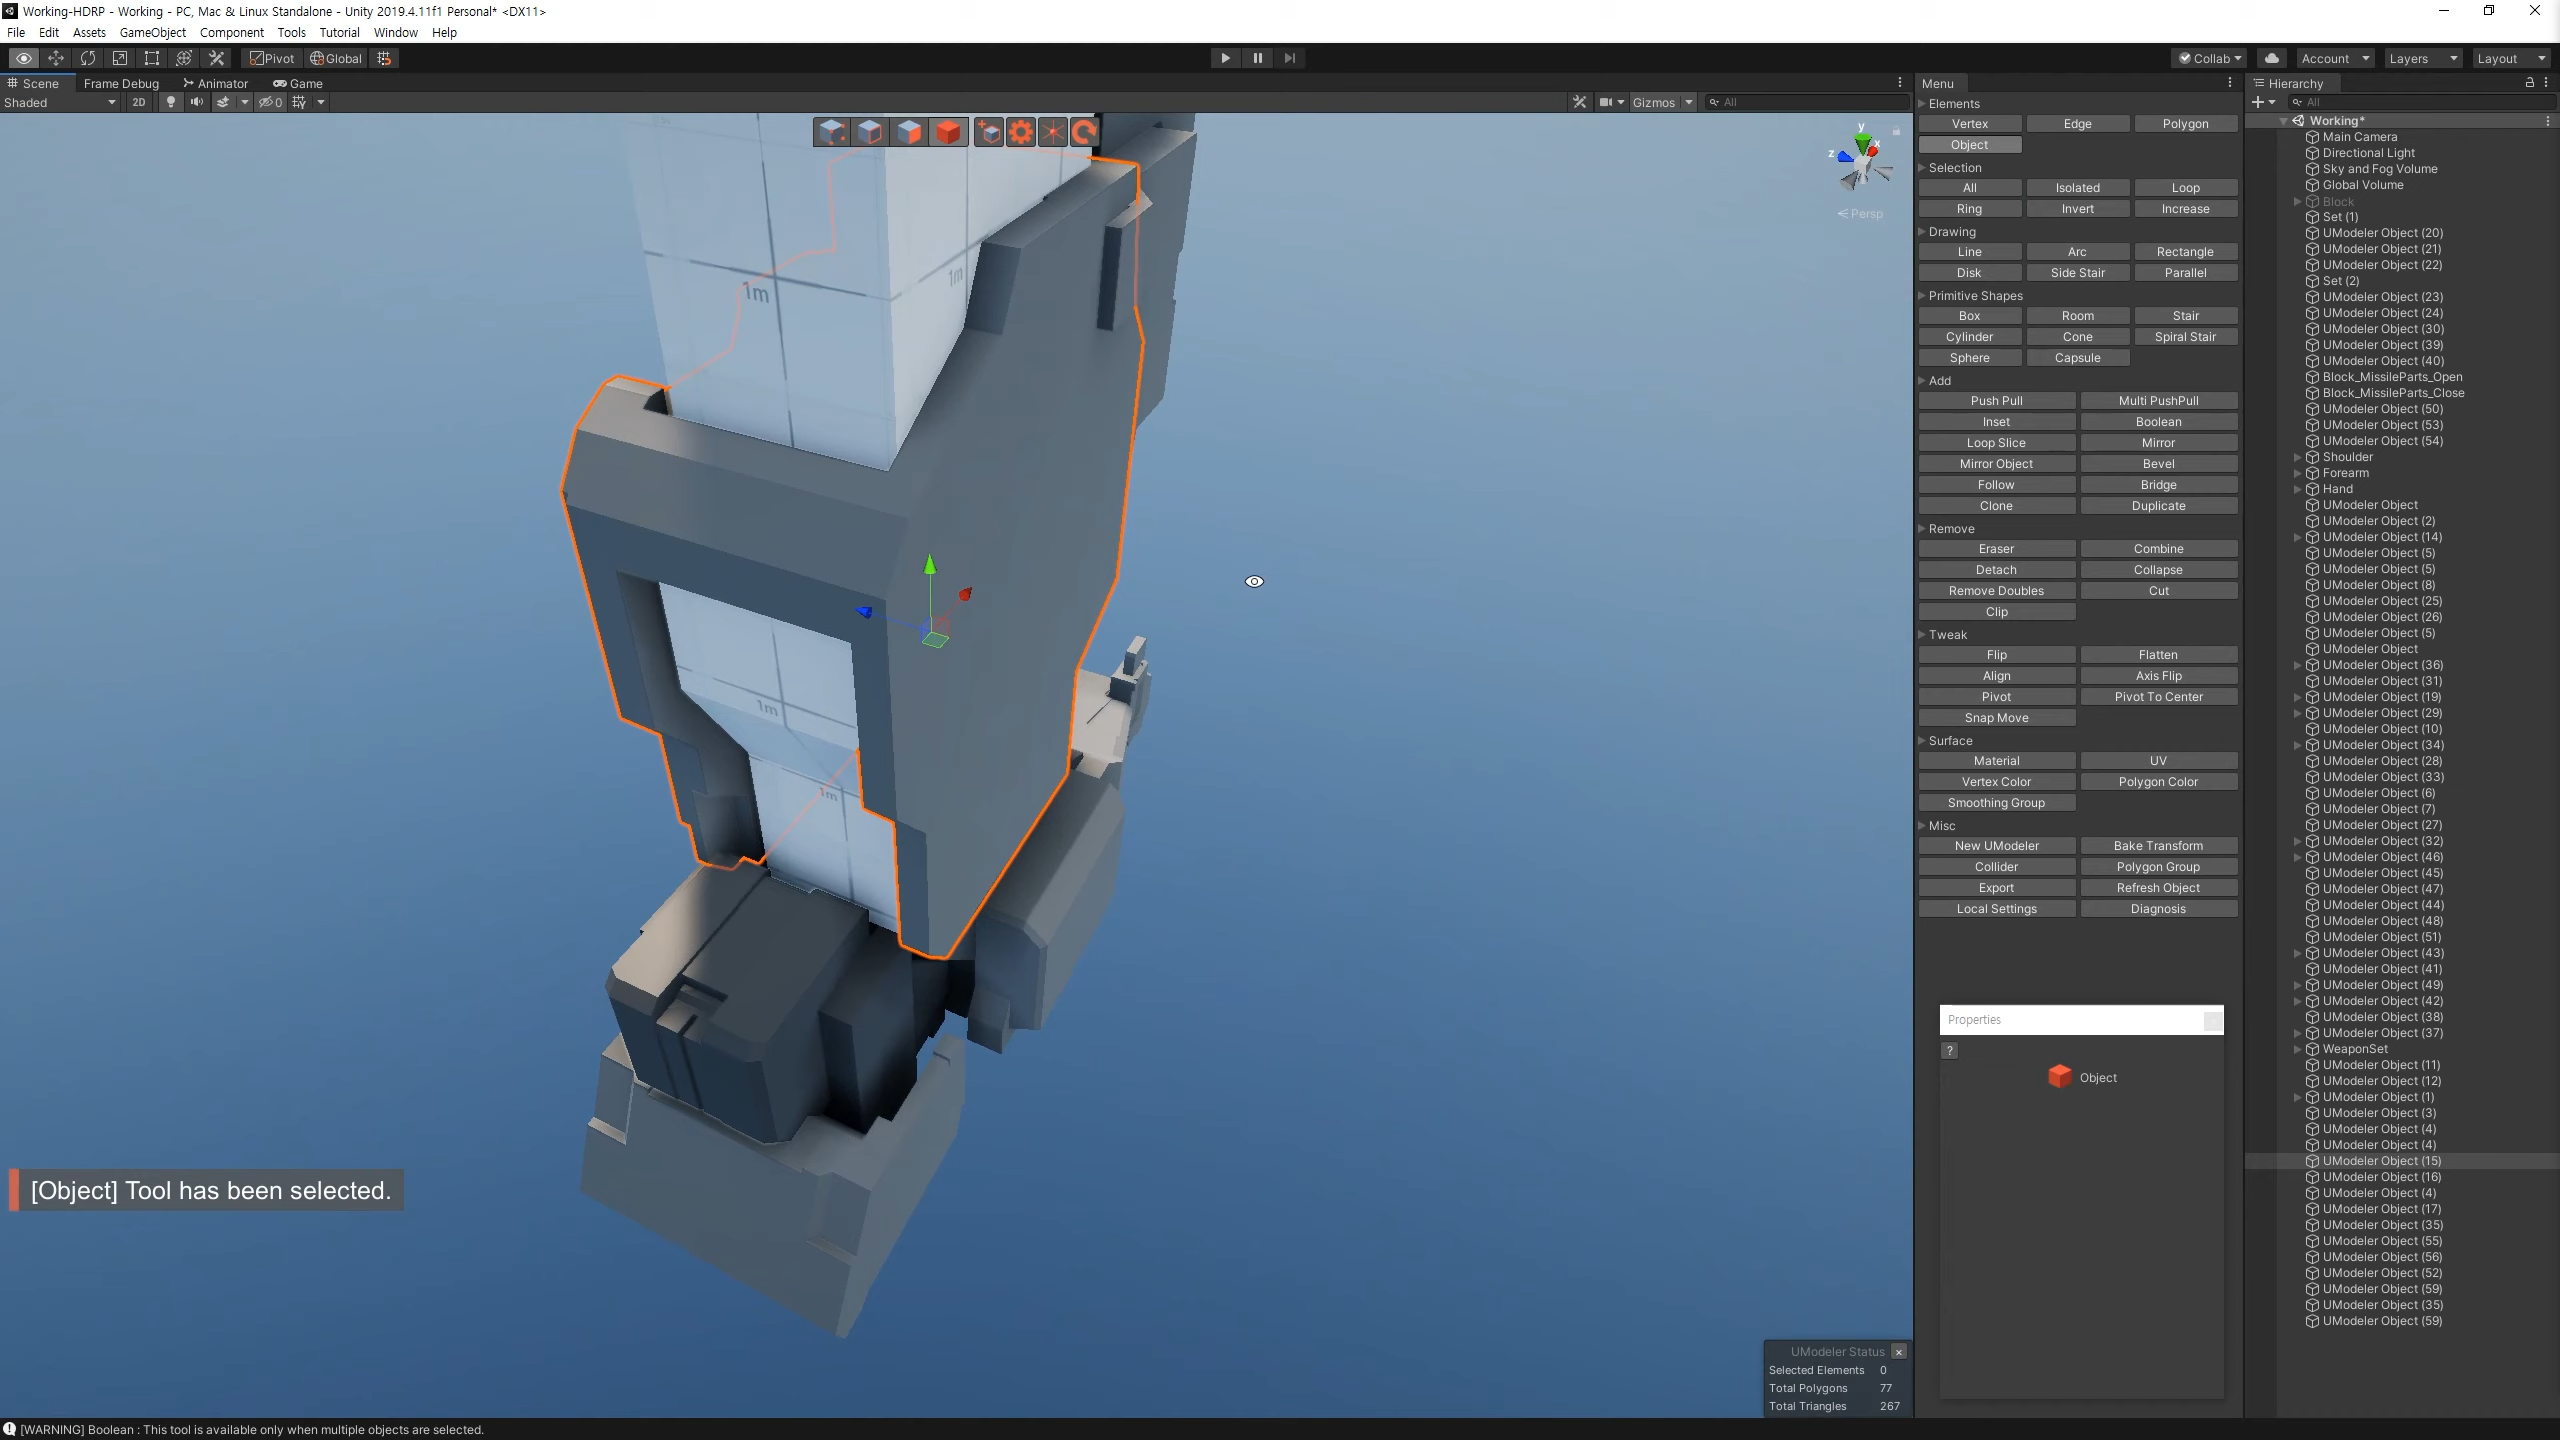 Working-HDRP - Working - PC, Mac & Linux Standalone - Unity 2019.4.11f1 Personal* <DX11>
File Edit Assets GameObject Component Tools Tutorial Window Help
Pivot Global Collab Account Layers Layout
Scene Frame Debug Animator Game
Shaded 2D 0 Gizmos All
Persp
y
x
z
1m
1m
1m
1m
[Object] Tool has been selected.
UModeler Status
Selected Elements 0
Total Polygons 77
Total Triangles 267
[WARNING] Boolean : This tool is available only when multiple objects are selected.
Menu
Elements
Vertex Edge Polygon
Object
Selection
All Isolated Loop
Ring Invert Increase
Drawing
Line Arc Rectangle
Disk Side Stair Parallel
Primitive Shapes
Box Room Stair
Cylinder Cone Spiral Stair
Sphere Capsule
Add
Push Pull Multi PushPull
Inset Boolean
Loop Slice Mirror
Mirror Object Bevel
Follow Bridge
Clone Duplicate
Remove
Eraser Combine
Detach Collapse
Remove Doubles Cut
Clip
Tweak
Flip Flatten
Align Axis Flip
Pivot Pivot To Center
Snap Move
Surface
Material UV
Vertex Color Polygon Color
Smoothing Group
Misc
New UModeler Bake Transform
Collider Polygon Group
Export Refresh Object
Local Settings Diagnosis
Properties
?
Object
Hierarchy
All
Working*
Main Camera
Directional Light
Sky and Fog Volume
Global Volume
Block
Set (1)
UModeler Object (20)
UModeler Object (21)
UModeler Object (22)
Set (2)
UModeler Object (23)
UModeler Object (24)
UModeler Object (30)
UModeler Object (39)
UModeler Object (40)
Block_MissileParts_Open
Block_MissileParts_Close
UModeler Object (50)
UModeler Object (53)
UModeler Object (54)
Shoulder
Forearm
Hand
UModeler Object
UModeler Object (2)
UModeler Object (14)
UModeler Object (5)
UModeler Object (5)
UModeler Object (8)
UModeler Object (25)
UModeler Object (26)
UModeler Object (5)
UModeler Object
UModeler Object (36)
UModeler Object (31)
UModeler Object (19)
UModeler Object (29)
UModeler Object (10)
UModeler Object (34)
UModeler Object (28)
UModeler Object (33)
UModeler Object (6)
UModeler Object (7)
UModeler Object (27)
UModeler Object (32)
UModeler Object (46)
UModeler Object (45)
UModeler Object (47)
UModeler Object (44)
UModeler Object (48)
UModeler Object (51)
UModeler Object (43)
UModeler Object (41)
UModeler Object (49)
UModeler Object (42)
UModeler Object (38)
UModeler Object (37)
WeaponSet
UModeler Object (11)
UModeler Object (12)
UModeler Object (1)
UModeler Object (3)
UModeler Object (4)
UModeler Object (4)
UModeler Object (15)
UModeler Object (16)
UModeler Object (4)
UModeler Object (17)
UModeler Object (35)
UModeler Object (55)
UModeler Object (56)
UModeler Object (52)
UModeler Object (59)
UModeler Object (35)
UModeler Object (59)